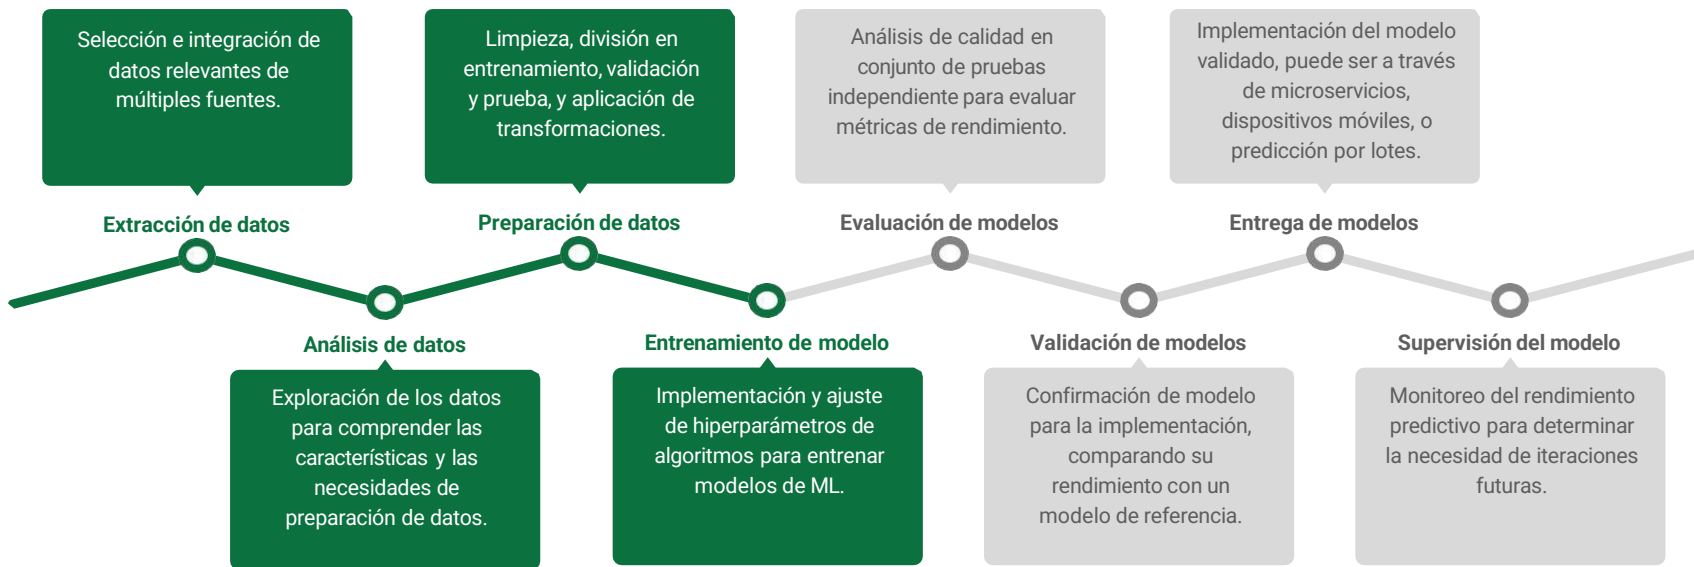 Selección e integración de
datos relevantes de
múltiples fuentes.
Extracción de datos
Análisis de datos
Exploración de los datos
para comprender las
características y las
necesidades de
preparación de datos.
Limpieza, división en
entrenamiento, validación
y prueba, y aplicación de
transformaciones.
Preparación de datos
Entrenamiento de modelo
Implementación y ajuste
de hiperparámetros de
algoritmos para entrenar
modelos de ML.
Análisis de calidad en
conjunto de pruebas
independiente para evaluar
métricas de rendimiento.
Evaluación de modelos
Validación de modelos
Confirmación de modelo
para la implementación,
comparando su
rendimiento con un
modelo de referencia.
Implementación del modelo
validado, puede ser a través
de microservicios,
dispositivos móviles, o
predicción por lotes.
Entrega de modelos
Supervisión del modelo
Monitoreo del rendimiento
predictivo para determinar
la necesidad de iteraciones
futuras.